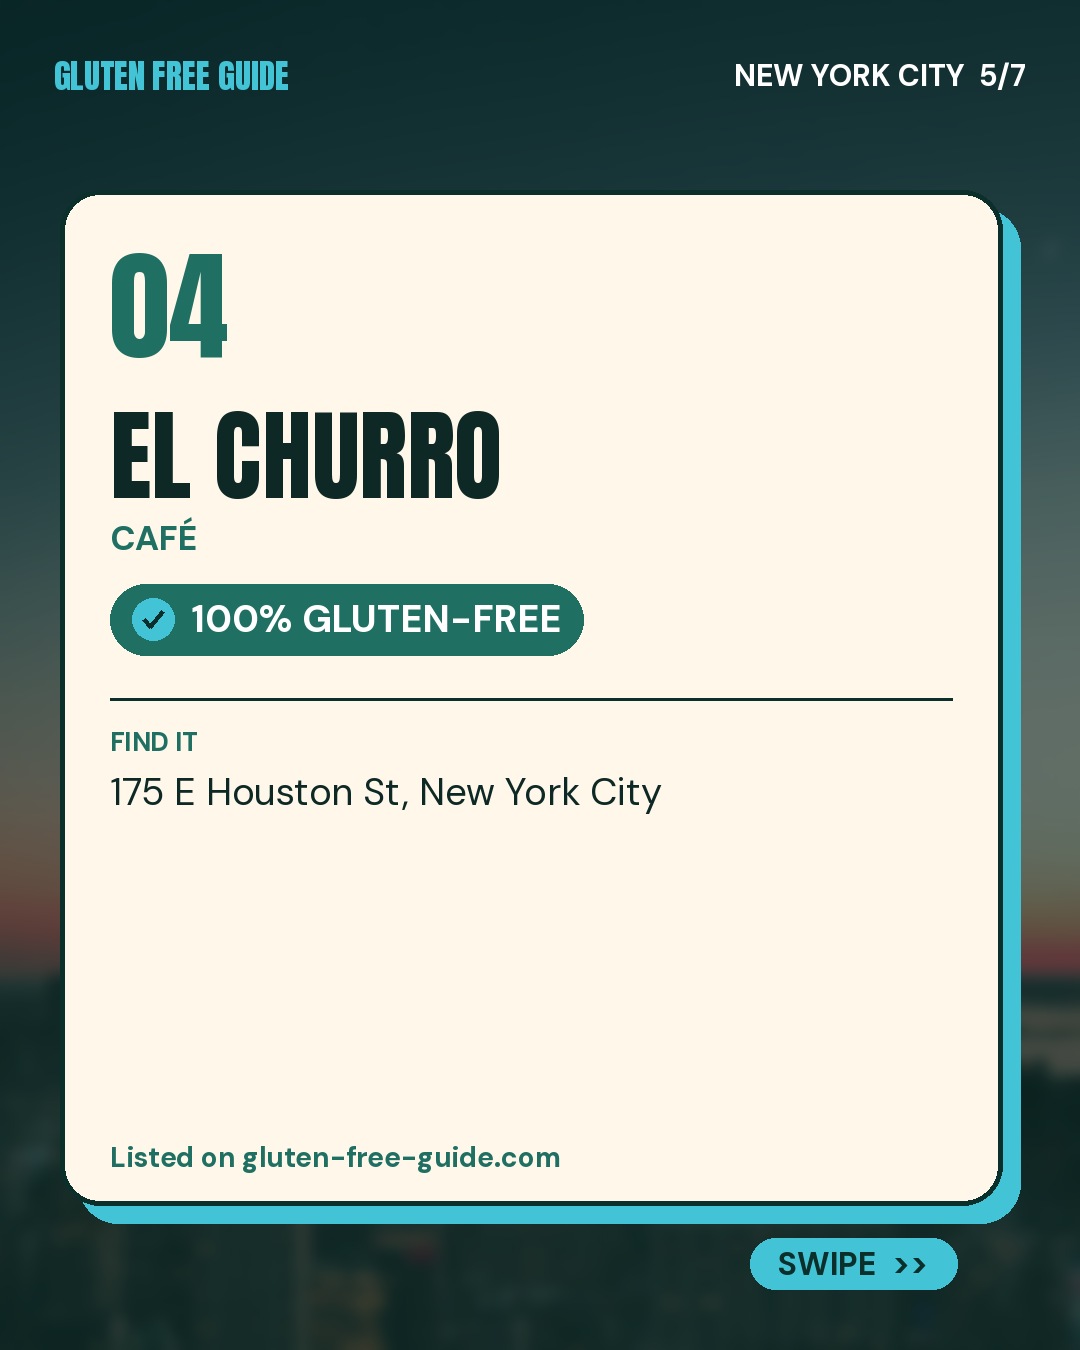 GLUTEN FREE GUIDE
NEW YORK CITY 5/7
04
EL CHURRO
CAFÉ
100% GLUTEN-FREE
FIND IT
175 E Houston St, New York City
Listed on gluten-free-guide.com
SWIPE >>